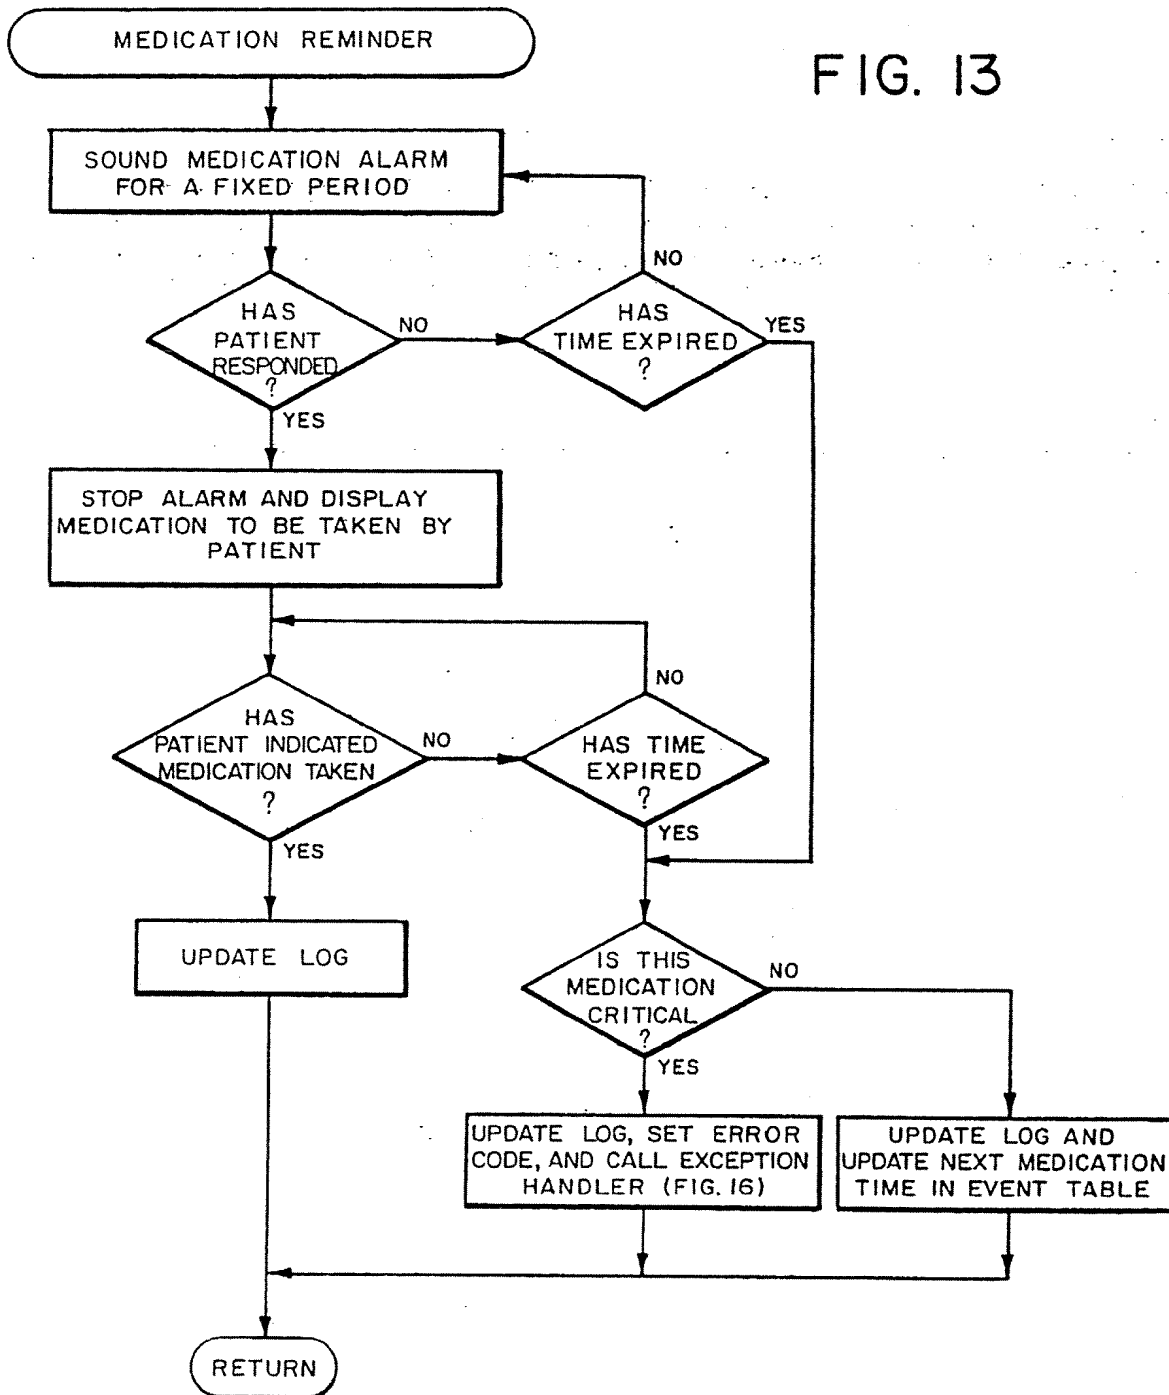 MEDICATION REMINDER
FIG. 13
SOUND MEDICATION ALARM
FOR A FIXED PERIOD
HAS
PATIENT
RESPONDED
?
NO
YES
HAS
TIME EXPIRED
?
NO
YES
STOP ALARM AND DISPLAY
MEDICATION TO BE TAKEN BY
PATIENT
HAS
PATIENT INDICATED
MEDICATION TAKEN
?
NO
YES
HAS TIME
EXPIRED
?
NO
YES
UPDATE LOG
IS THIS
MEDICATION
CRITICAL
?
NO
YES
UPDATE LOG, SET ERROR
CODE, AND CALL EXCEPTION
HANDLER (FIG. 16)
UPDATE LOG AND
UPDATE NEXT MEDICATION
TIME IN EVENT TABLE
RETURN